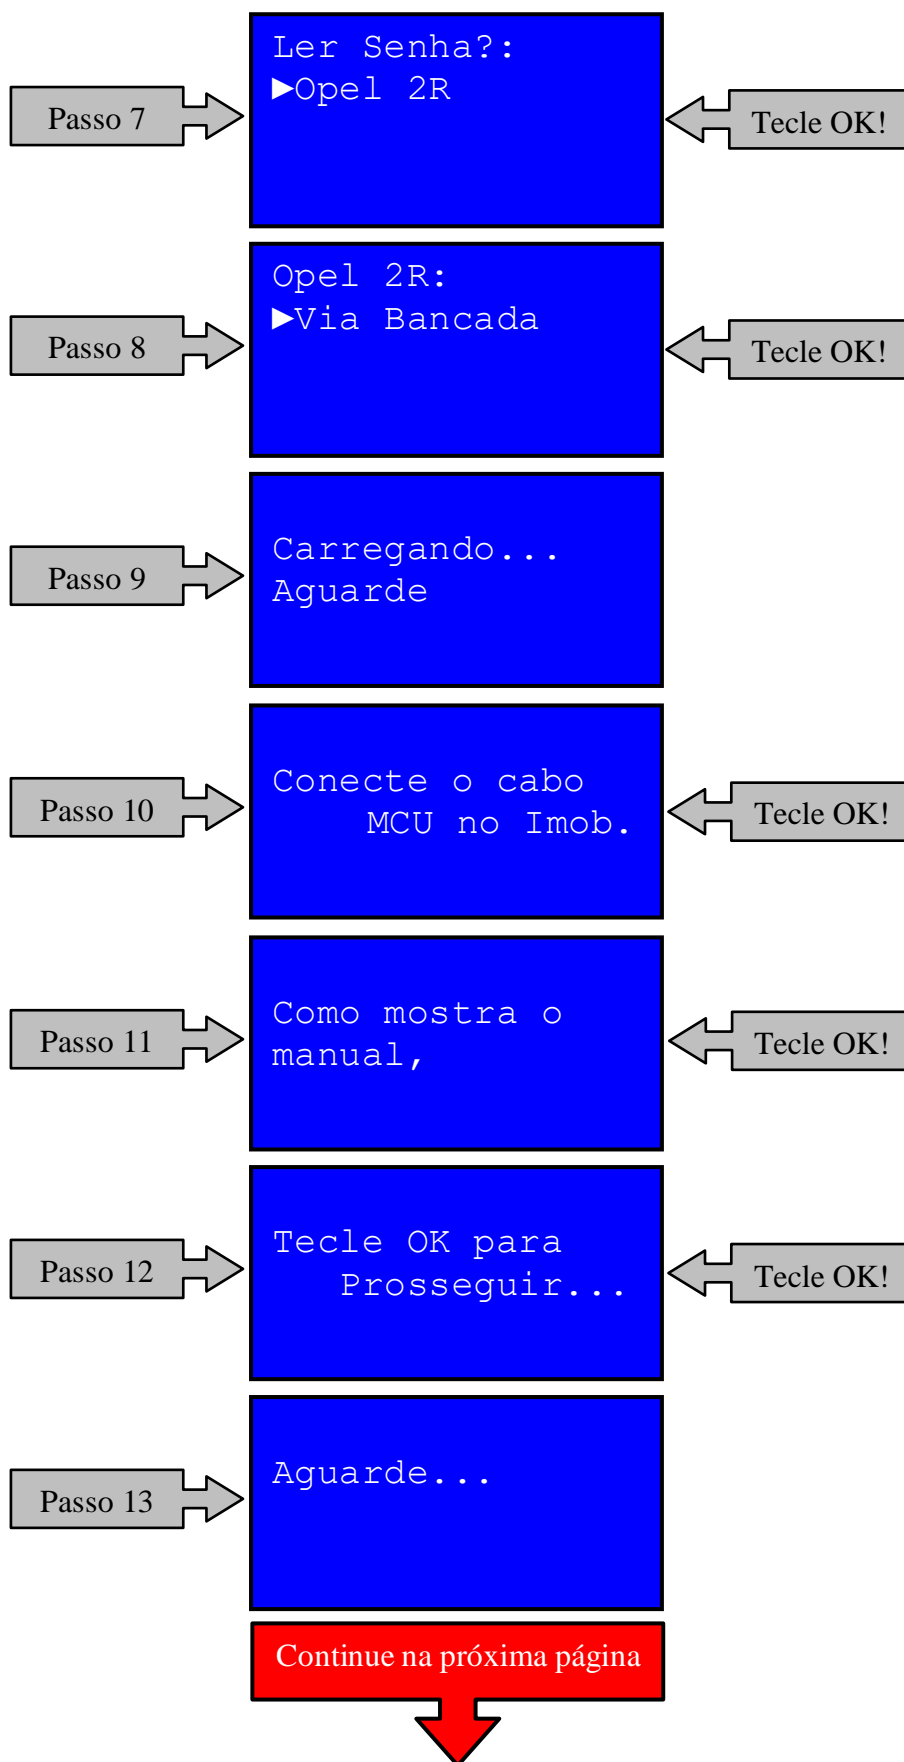 Ler Senha?:
►Opel 2R
Passo 7
Tecle OK!
Opel 2R:
►Via Bancada
Passo 8
Tecle OK!
Carregando...
Aguarde
Passo 9
Conecte o cabo
MCU no Imob.
Passo 10
Tecle OK!
Como mostra o
manual,
Passo 11
Tecle OK!
Tecle OK para
Prosseguir...
Passo 12
Tecle OK!
Aguarde...
Passo 13
Continue na próxima página